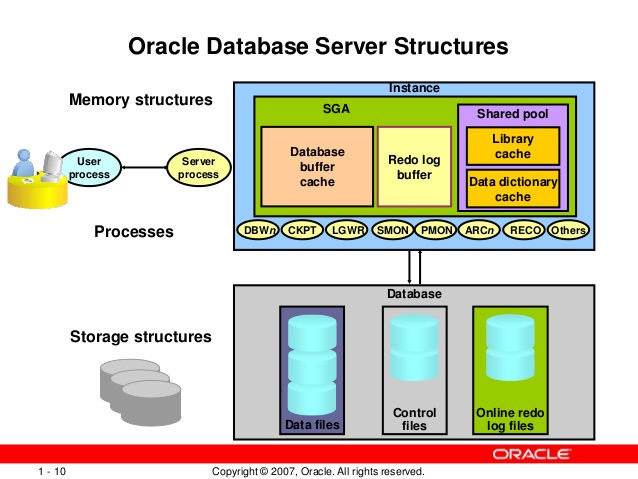 Oracle Database Server Structures
Memory structures
Instance
SGA
Shared pool
Database
buffer
cache
Redo log
buffer
Library
cache
Data dictionary
cache
User
process
Server
process
Processes
DBWn
CKPT
LGWR
SMON
PMON
ARCn
RECO
Others
Database
Storage structures
Data files
Control
files
Online redo
log files
ORACLE
1 - 10
Copyright © 2007, Oracle. All rights reserved.